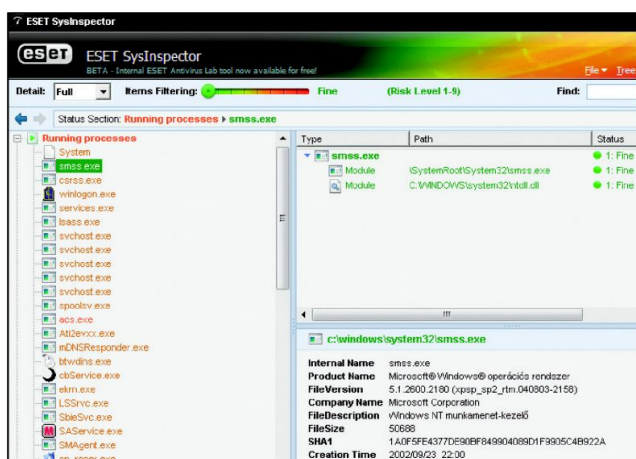 ESET SysInspector
eseT ESET SysInspector
BETA - Internal ESET Antivirus Lab tool now available for free!
File Tree
Detail: Full Items Filtering: Fine (Risk Level 1-9) Find:
Status Section: Running processes smss.exe
Running processes
System
smss.exe
csrss.exe
winlogon.exe
services.exe
lsass.exe
svchost.exe
svchost.exe
svchost.exe
svchost.exe
svchost.exe
spoolsv.exe
acs.exe
Ati2evxx.exe
mDNSResponder.exe
btwdins.exe
cbService.exe
ekrn.exe
LSSrvc.exe
SbieSvc.exe
SAService.exe
SMAgent.exe
Type Path Status
smss.exe 1: Fine
Module \SystemRoot\System32\smss.exe 1: Fine
Module C:\WINDOWS\system32\ntdll.dll 1: Fine
c:\windows\system32\smss.exe
Internal Name smss.exe
Product Name Microsoft® Windows® operációs rendszer
FileVersion 5.1.2600.2180 (xpsp_sp2_rtm.040803-2158)
Company Name Microsoft Corporation
FileDescription Windows NT munkamenet-kezelő
FileSize 50688
SHA1 1A0F5FE4377DE90BF849904089D1F9905C4B922A
Creation Time 2002/09/23 22:00